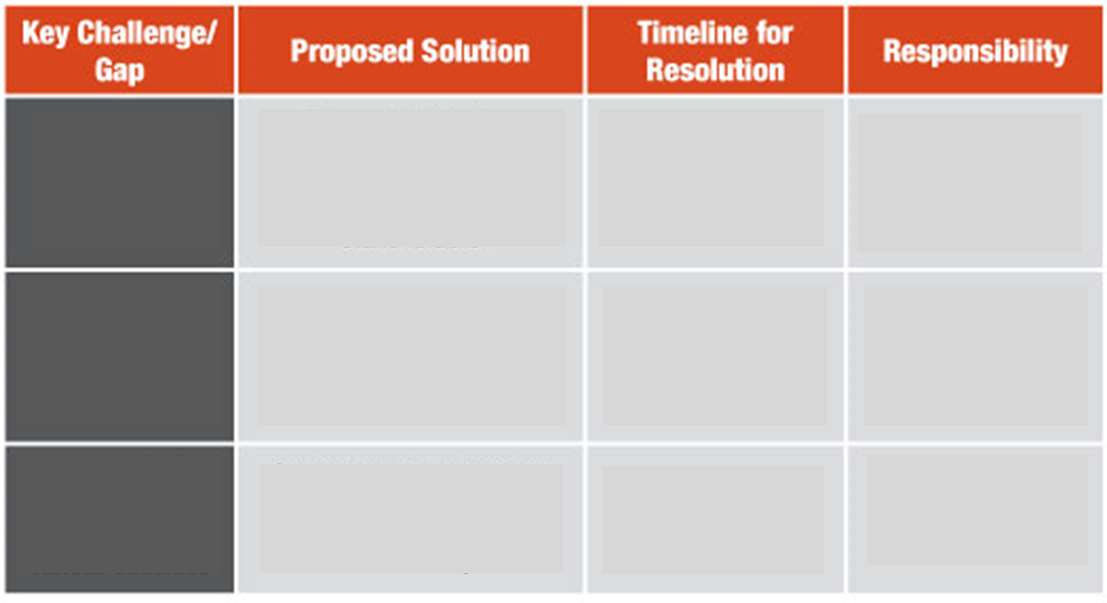 Key Challenge/
Gap
Proposed Solution
Timeline for
Resolution
Responsibility